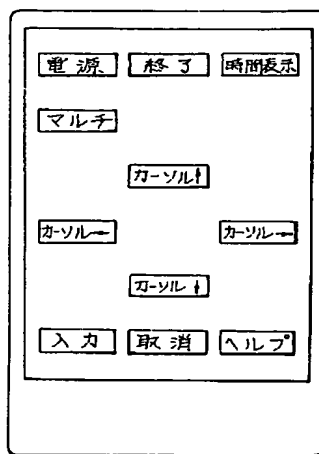 電源 終了 時間表示
マルチ
カーソル↑
カーソル← カーソル→
カーソル↓
入力 取消 ヘルプ